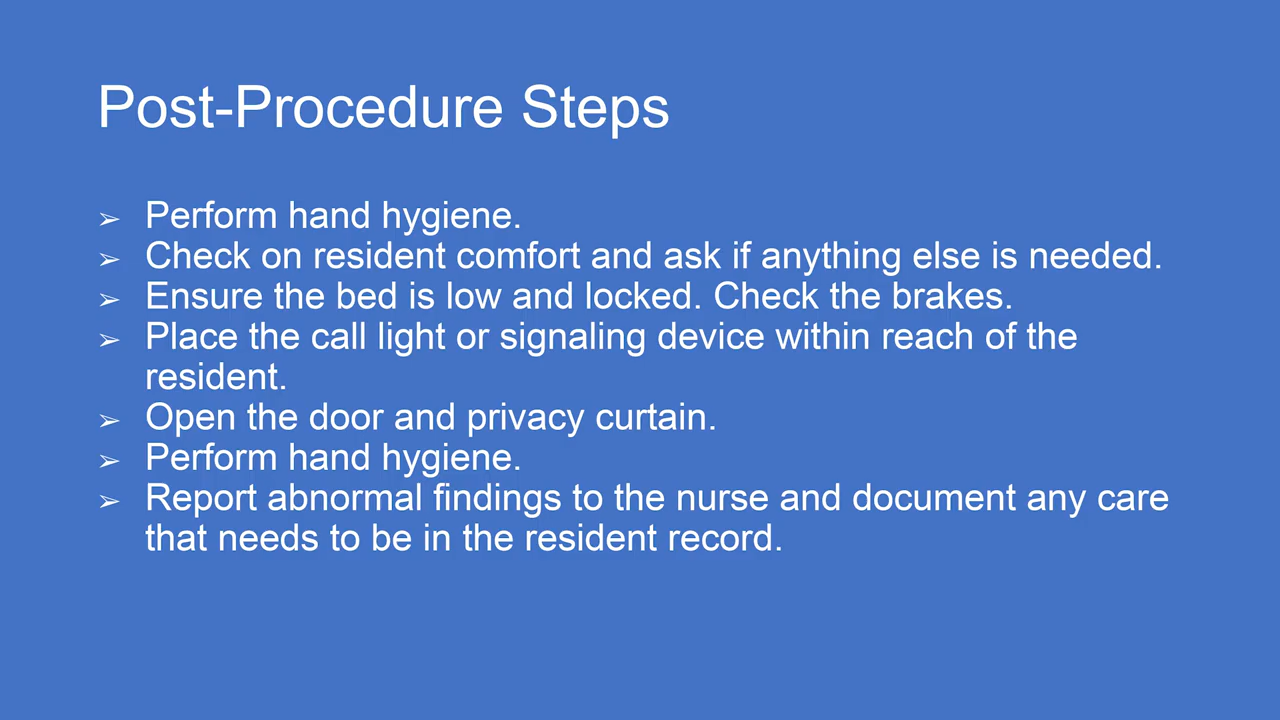 Post-Procedure Steps
➢ Perform hand hygiene.
➢ Check on resident comfort and ask if anything else is needed.
➢ Ensure the bed is low and locked. Check the brakes.
➢ Place the call light or signaling device within reach of the
resident.
➢ Open the door and privacy curtain.
➢ Perform hand hygiene.
➢ Report abnormal findings to the nurse and document any care
that needs to be in the resident record.